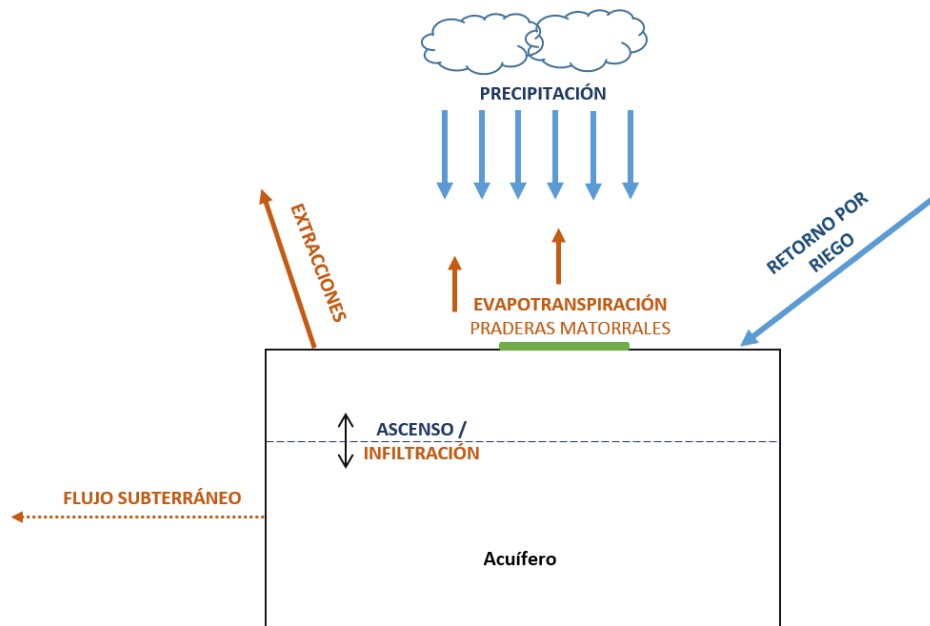 PRECIPITACIÓN
EXTRACCIONES
RETORNO POR
RIEGO
EVAPOTRANSPIRACIÓN
PRADERAS MATORRALES
ASCENSO /
INFILTRACIÓN
FLUJO SUBTERRÁNEO
Acuífero